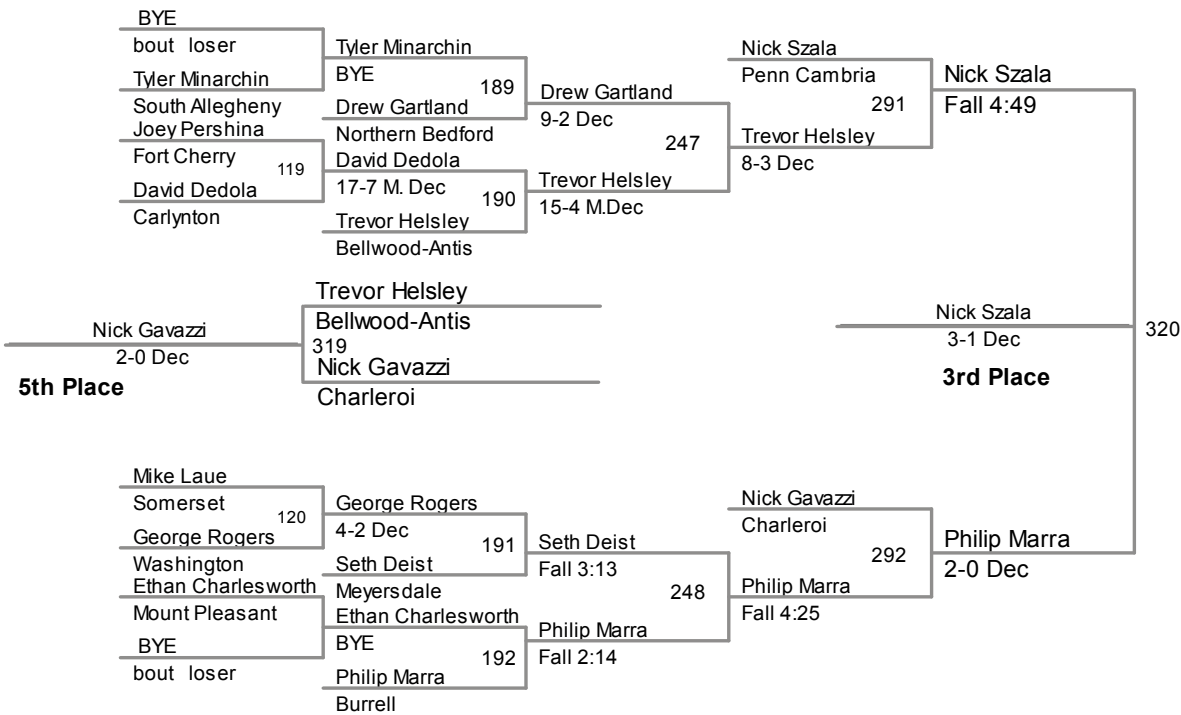 BYE
bout loser
Tyler Minarchin
South Allegheny
Joey Pershina
Fort Cherry
119
David Dedola
Carlynton
Tyler Minarchin
BYE
189
Drew Gartland
Northern Bedford
David Dedola
17-7 M. Dec
190
Trevor Helsley
Bellwood-Antis
Drew Gartland
9-2 Dec
247
Trevor Helsley
15-4 M.Dec
Nick Szala
Penn Cambria
291
Trevor Helsley
8-3 Dec
Nick Szala
Fall 4:49
Trevor Helsley
Bellwood-Antis
319
Nick Gavazzi
Charleroi
Nick Gavazzi
2-0 Dec
5th Place
Nick Szala
3-1 Dec
3rd Place
320
Mike Laue
Somerset
120
George Rogers
Washington
Ethan Charlesworth
Mount Pleasant
BYE
bout loser
George Rogers
4-2 Dec
191
Seth Deist
Meyersdale
Ethan Charlesworth
BYE
192
Philip Marra
Burrell
Seth Deist
Fall 3:13
248
Philip Marra
Fall 2:14
Nick Gavazzi
Charleroi
292
Philip Marra
Fall 4:25
Philip Marra
2-0 Dec